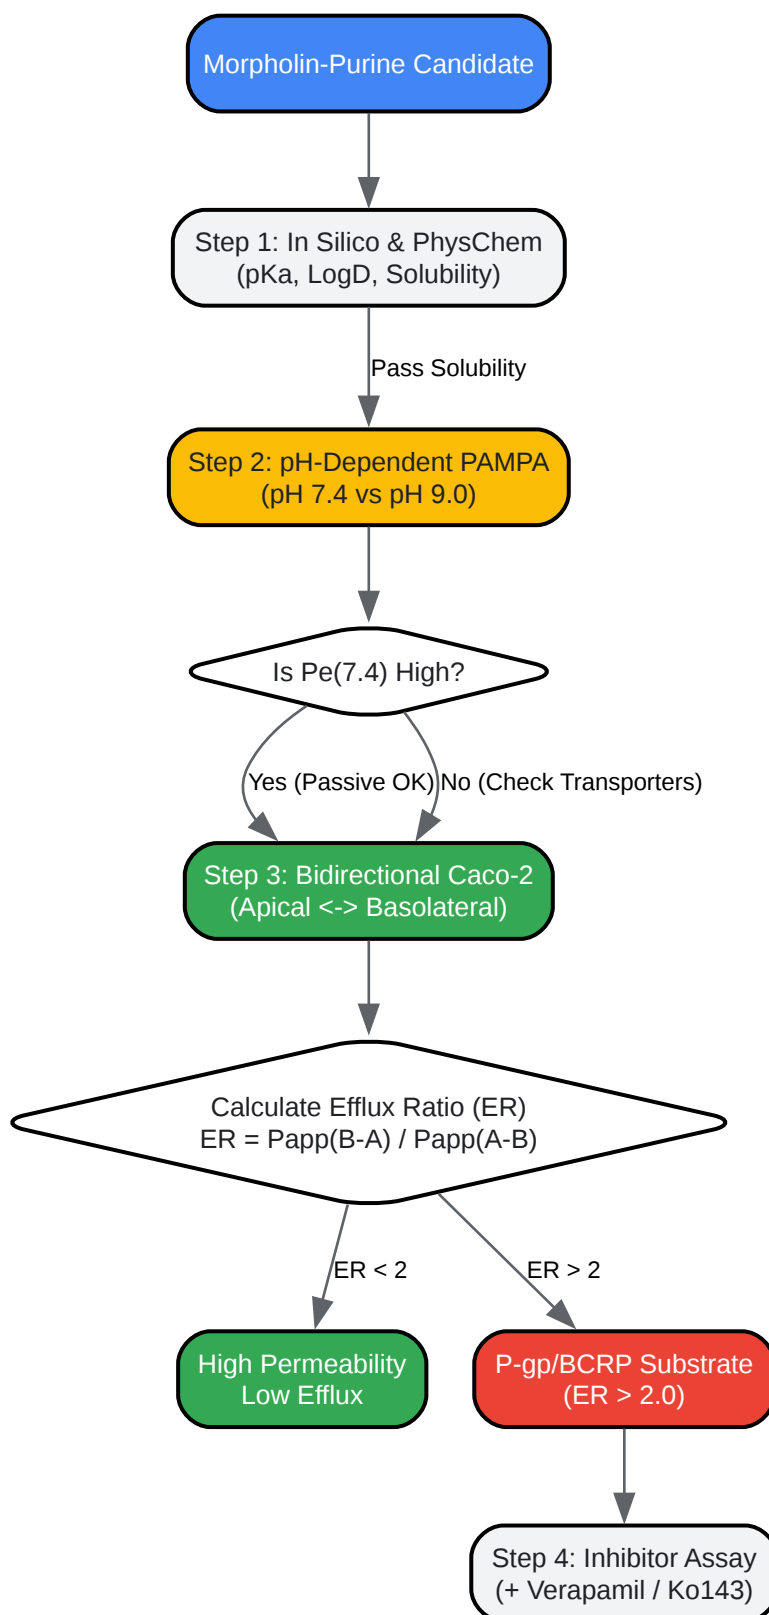 Morpholin-Purine Candidate
Step 1: In Silico & PhysChem
(pKa, LogD, Solubility)
Pass Solubility
Step 2: pH-Dependent PAMPA
(pH 7.4 vs pH 9.0)
Is Pe(7.4) High?
Yes (Passive OK)
No (Check Transporters)
Step 3: Bidirectional Caco-2
(Apical <-> Basolateral)
Calculate Efflux Ratio (ER)
ER = Papp(B-A) / Papp(A-B)
ER < 2
ER > 2
High Permeability
Low Efflux
P-gp/BCRP Substrate
(ER > 2.0)
Step 4: Inhibitor Assay
(+ Verapamil / Ko143)